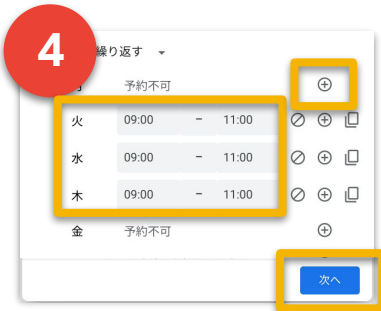 4
繰り返す
予約不可
火 09:00 – 11:00
水 09:00 – 11:00
木 09:00 – 11:00
金 予約不可
次へ